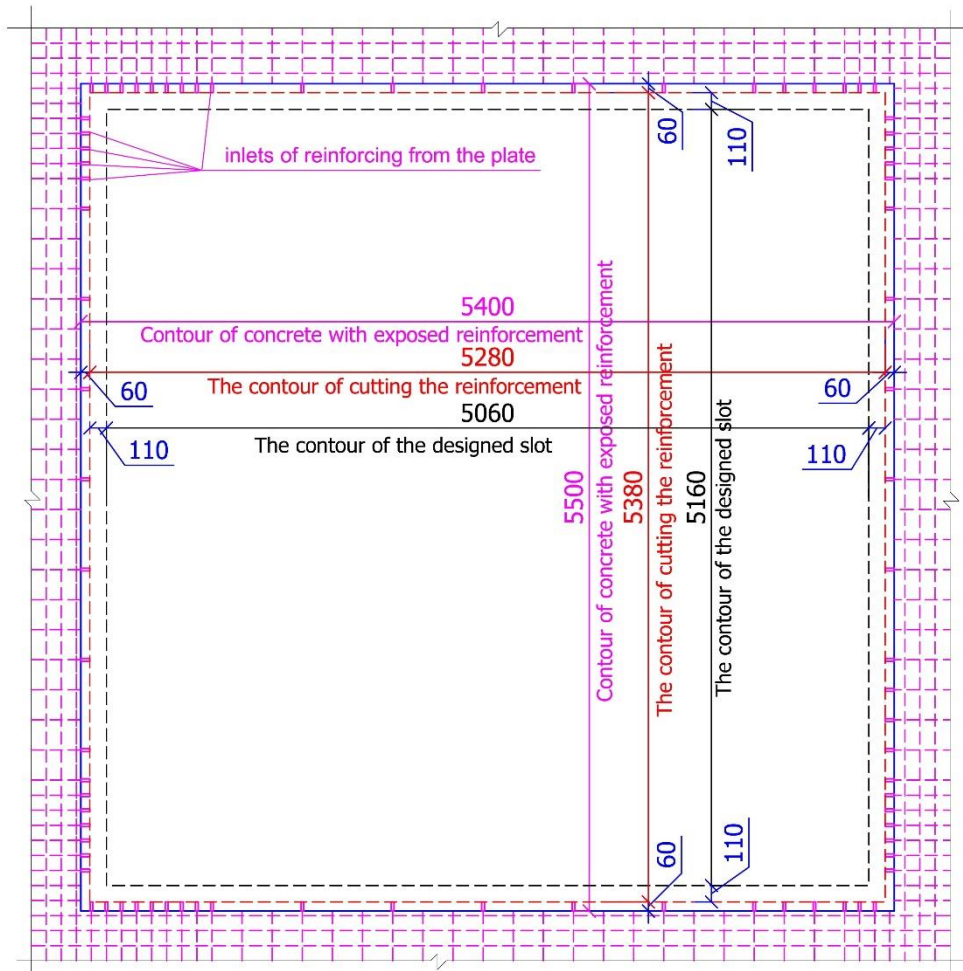 60
110
inlets of reinforcing from the plate
5400
Contour of concrete with exposed reinforcement
5280
60
The contour of cutting the reinforcement
60
5060
110
The contour of the designed slot
110
5500
Contour of concrete with exposed reinforcement
5380
The contour of cutting the reinforcement
5160
The contour of the designed slot
60
110